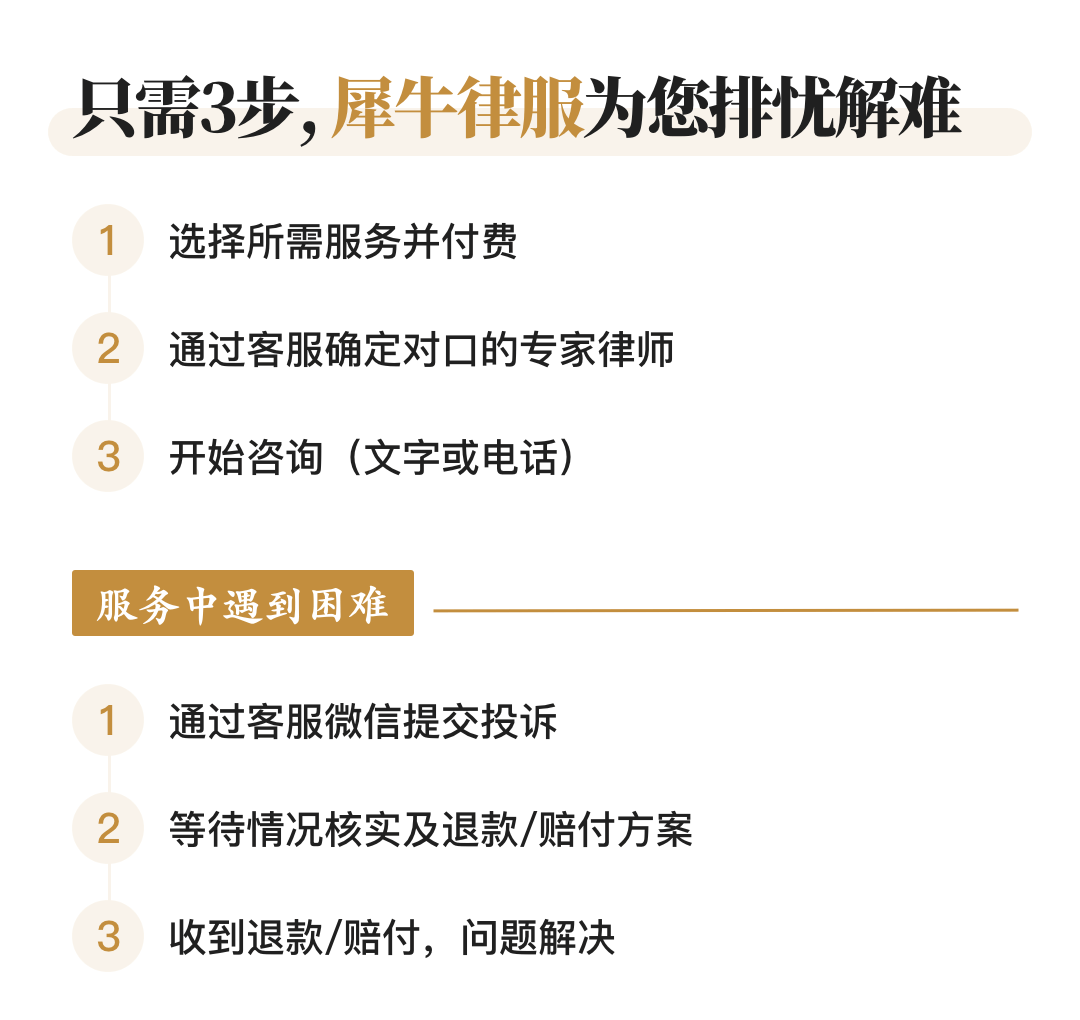 只需3步，犀牛律服为您排忧解难
1 选择所需服务并付费
2 通过客服确定对口的专家律师
3 开始咨询（文字或电话）
服务中遇到困难
1 通过客服微信提交投诉
2 等待情况核实及退款/赔付方案
3 收到退款/赔付，问题解决